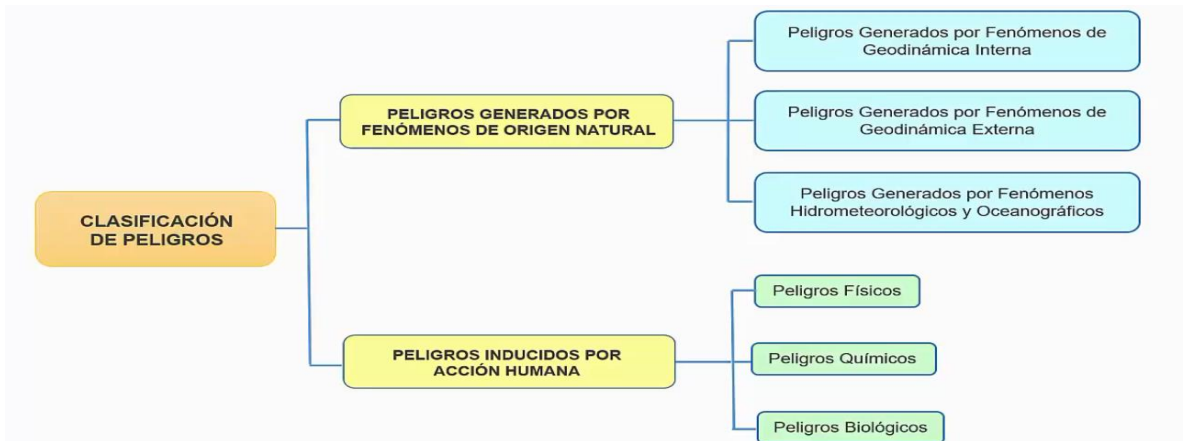 CLASIFICACIÓN
DE PELIGROS
PELIGROS GENERADOS POR
FENÓMENOS DE ORIGEN NATURAL
Peligros Generados por Fenómenos de
Geodinámica Interna
Peligros Generados por Fenómenos de
Geodinámica Externa
Peligros Generados por Fenómenos
Hidrometeorológicos y Oceanográficos
PELIGROS INDUCIDOS POR
ACCIÓN HUMANA
Peligros Físicos
Peligros Químicos
Peligros Biológicos